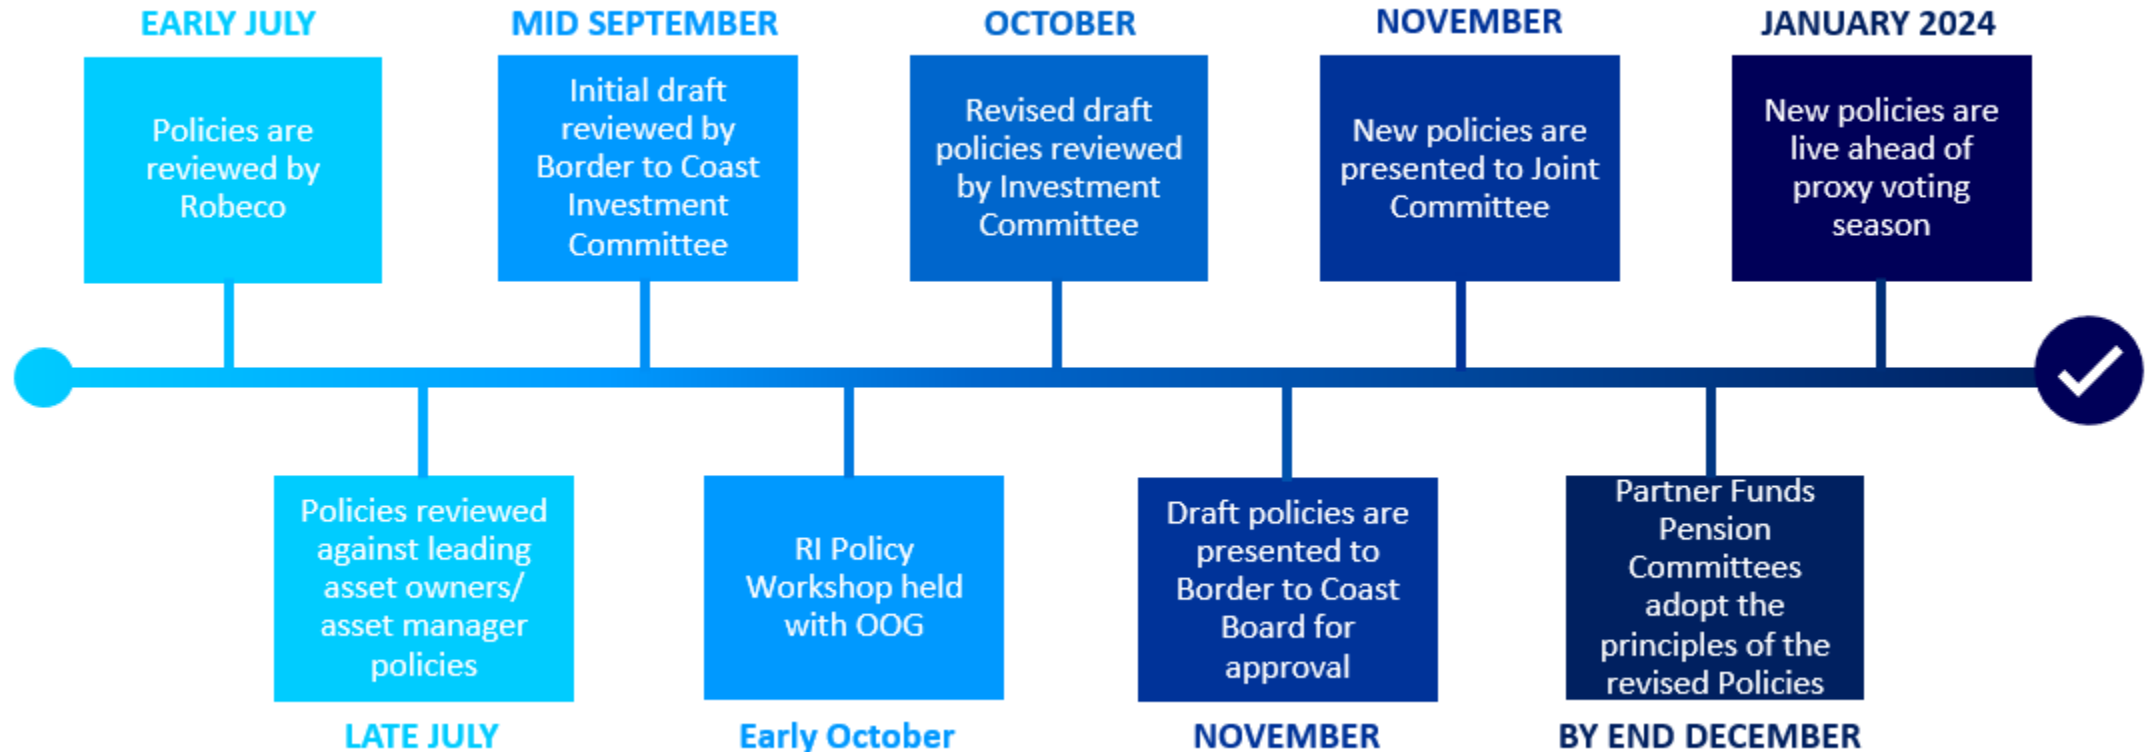 EARLY JULY
Policies are
reviewed by
Robeco
LATE JULY
Policies reviewed
against leading
asset owners/
asset manager
policies
MID SEPTEMBER
Initial draft
reviewed by
Border to Coast
Investment
Committee
Early October
RI Policy
Workshop held
with OOG
OCTOBER
Revised draft
policies reviewed
by Investment
Committee
NOVEMBER
Draft policies are
presented to
Border to Coast
Board for
approval
NOVEMBER
New policies are
presented to Joint
Committee
BY END DECEMBER
Partner Funds
Pension
Committees
adopt the
principles of the
revised Policies
JANUARY 2024
New policies are
live ahead of
proxy voting
season